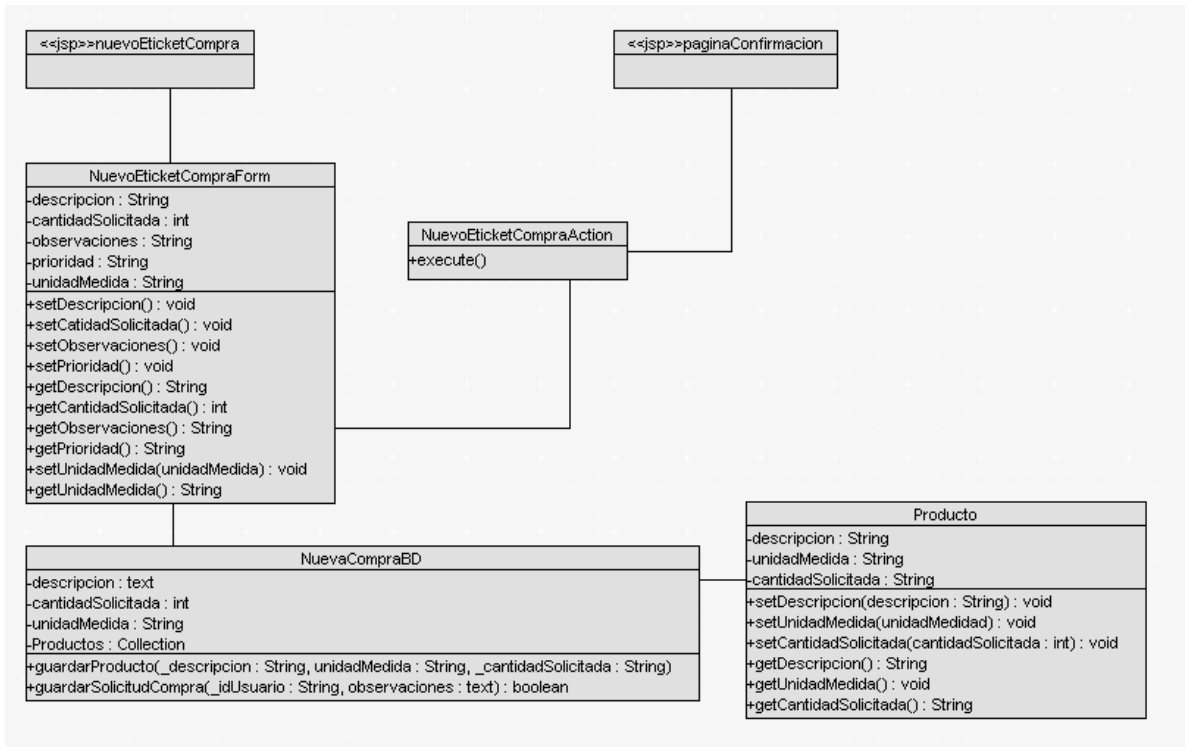 <<jsp>>nuevoEticketCompra
<<jsp>>paginaConfirmacion
NuevoEticketCompraForm
-descripcion : String
-cantidadSolicitada : int
-observaciones : String
-prioridad : String
-unidadMedida : String
+setDescripcion() : void
+setCatidadSolicitada() : void
+setObservaciones() : void
+setPrioridad() : void
+getDescripcion() : String
+getCantidadSolicitada() : int
+getObservaciones() : String
+getPrioridad() : String
+setUnidadMedida(unidadMedida) : void
+getUnidadMedida() : String
NuevoEticketCompraAction
+execute()
NuevaCompraBD
-descripcion : text
-cantidadSolicitada : int
-unidadMedida : String
-Productos : Collection
+guardarProducto(_descripcion : String, unidadMedida : String, _cantidadSolicitada : String)
+guardarSolicitudCompra(_idUsuario : String, observaciones : text) : boolean
Producto
-descripcion : String
-unidadMedida : String
-cantidadSolicitada : String
+setDescripcion(descripcion : String) : void
+setUnidadMedida(unidadMedidad) : void
+setCantidadSolicitada(cantidadSolicitada : int) : void
+getDescripcion() : String
+getUnidadMedida() : void
+getCantidadSolicitada() : String